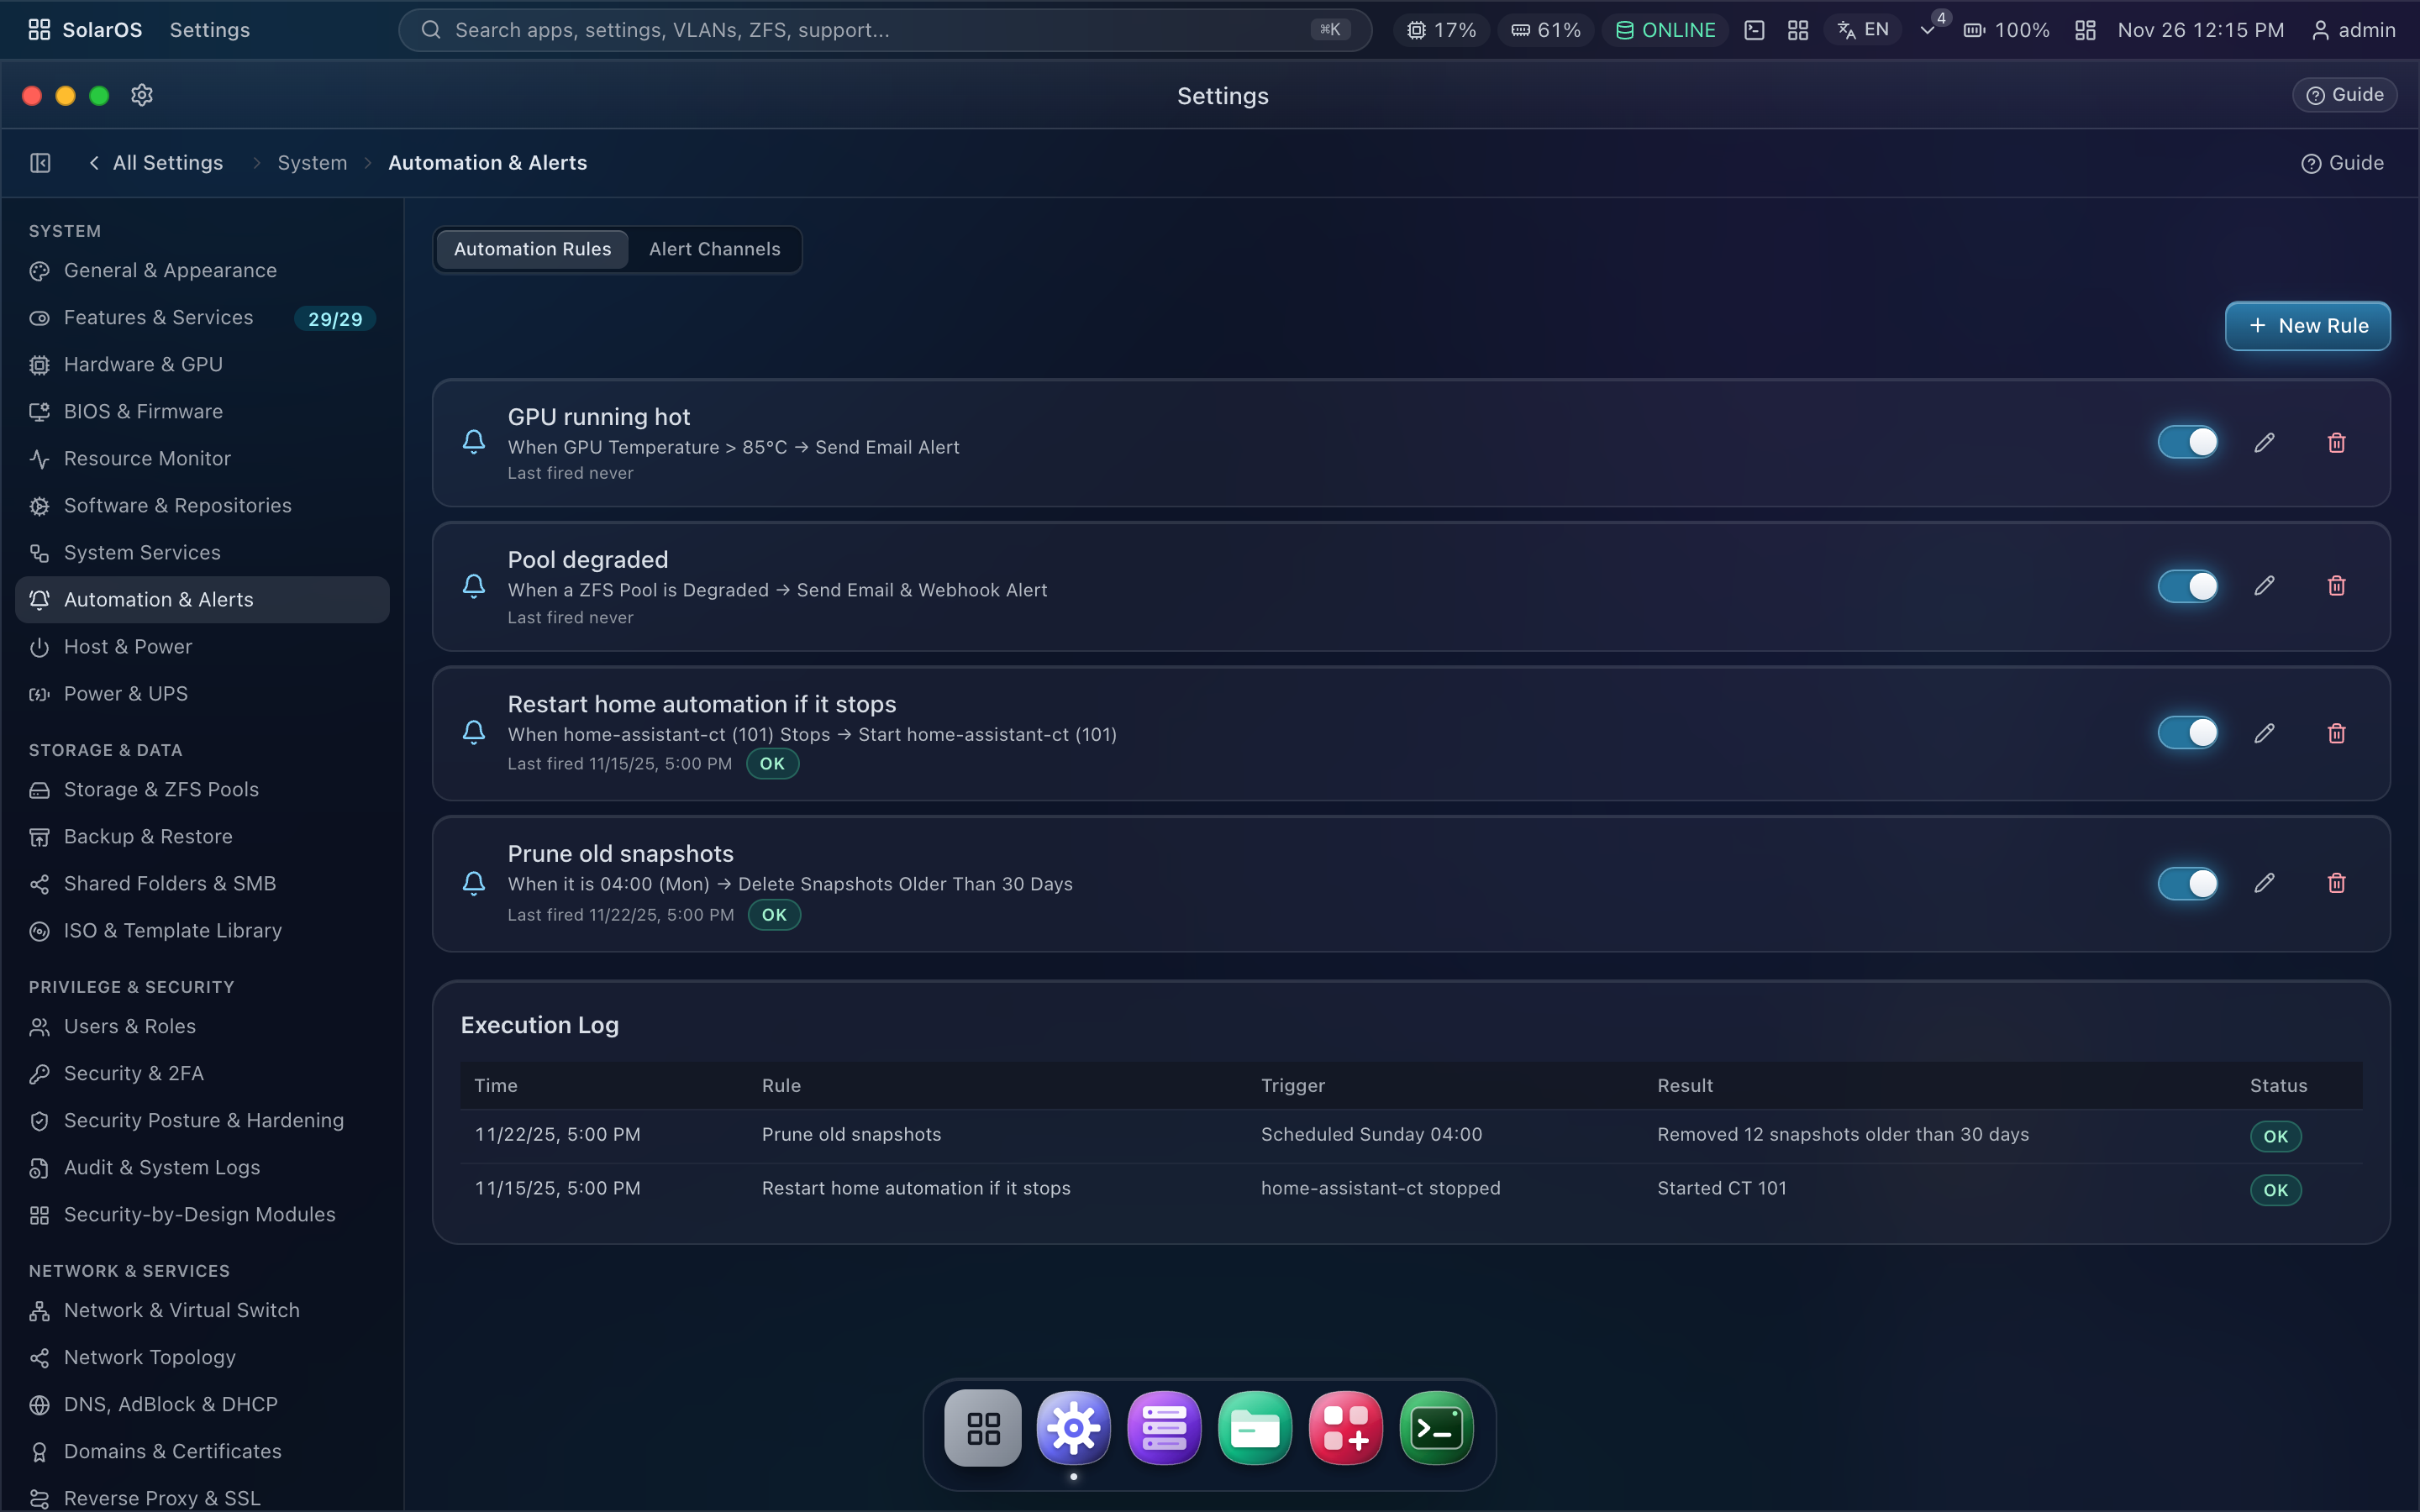 SolarOS Settings Search apps, settings, VLANs, ZFS, support... ⌘K 17% 61% ONLINE EN 4 100% Nov 26 12:15 PM admin
Settings Guide
All Settings System Automation & Alerts Guide
SYSTEM
General & Appearance
Features & Services 29/29
Hardware & GPU
BIOS & Firmware
Resource Monitor
Software & Repositories
System Services
Automation & Alerts
Host & Power
Power & UPS
STORAGE & DATA
Storage & ZFS Pools
Backup & Restore
Shared Folders & SMB
ISO & Template Library
PRIVILEGE & SECURITY
Users & Roles
Security & 2FA
Security Posture & Hardening
Audit & System Logs
Security-by-Design Modules
NETWORK & SERVICES
Network & Virtual Switch
Network Topology
DNS, AdBlock & DHCP
Domains & Certificates
Reverse Proxy & SSL
Automation Rules Alert Channels
+ New Rule
GPU running hot
When GPU Temperature > 85°C → Send Email Alert
Last fired never
Pool degraded
When a ZFS Pool is Degraded → Send Email & Webhook Alert
Last fired never
Restart home automation if it stops
When home-assistant-ct (101) Stops → Start home-assistant-ct (101)
Last fired 11/15/25, 5:00 PM OK
Prune old snapshots
When it is 04:00 (Mon) → Delete Snapshots Older Than 30 Days
Last fired 11/22/25, 5:00 PM OK
Execution Log
Time Rule Trigger Result Status
11/22/25, 5:00 PM Prune old snapshots Scheduled Sunday 04:00 Removed 12 snapshots older than 30 days OK
11/15/25, 5:00 PM Restart home automation if it stops home-assistant-ct stopped Started CT 101 OK